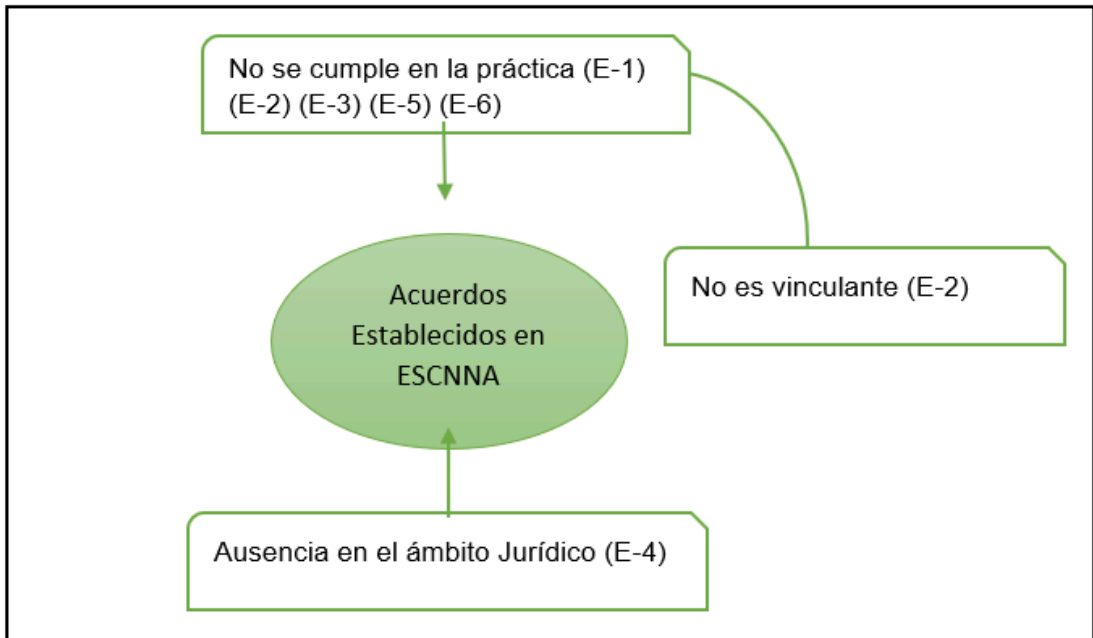 No se cumple en la práctica (E-1)
(E-2) (E-3) (E-5) (E-6)
No es vinculante (E-2)
Acuerdos
Establecidos en
ESCNNA
Ausencia en el ámbito Jurídico (E-4)